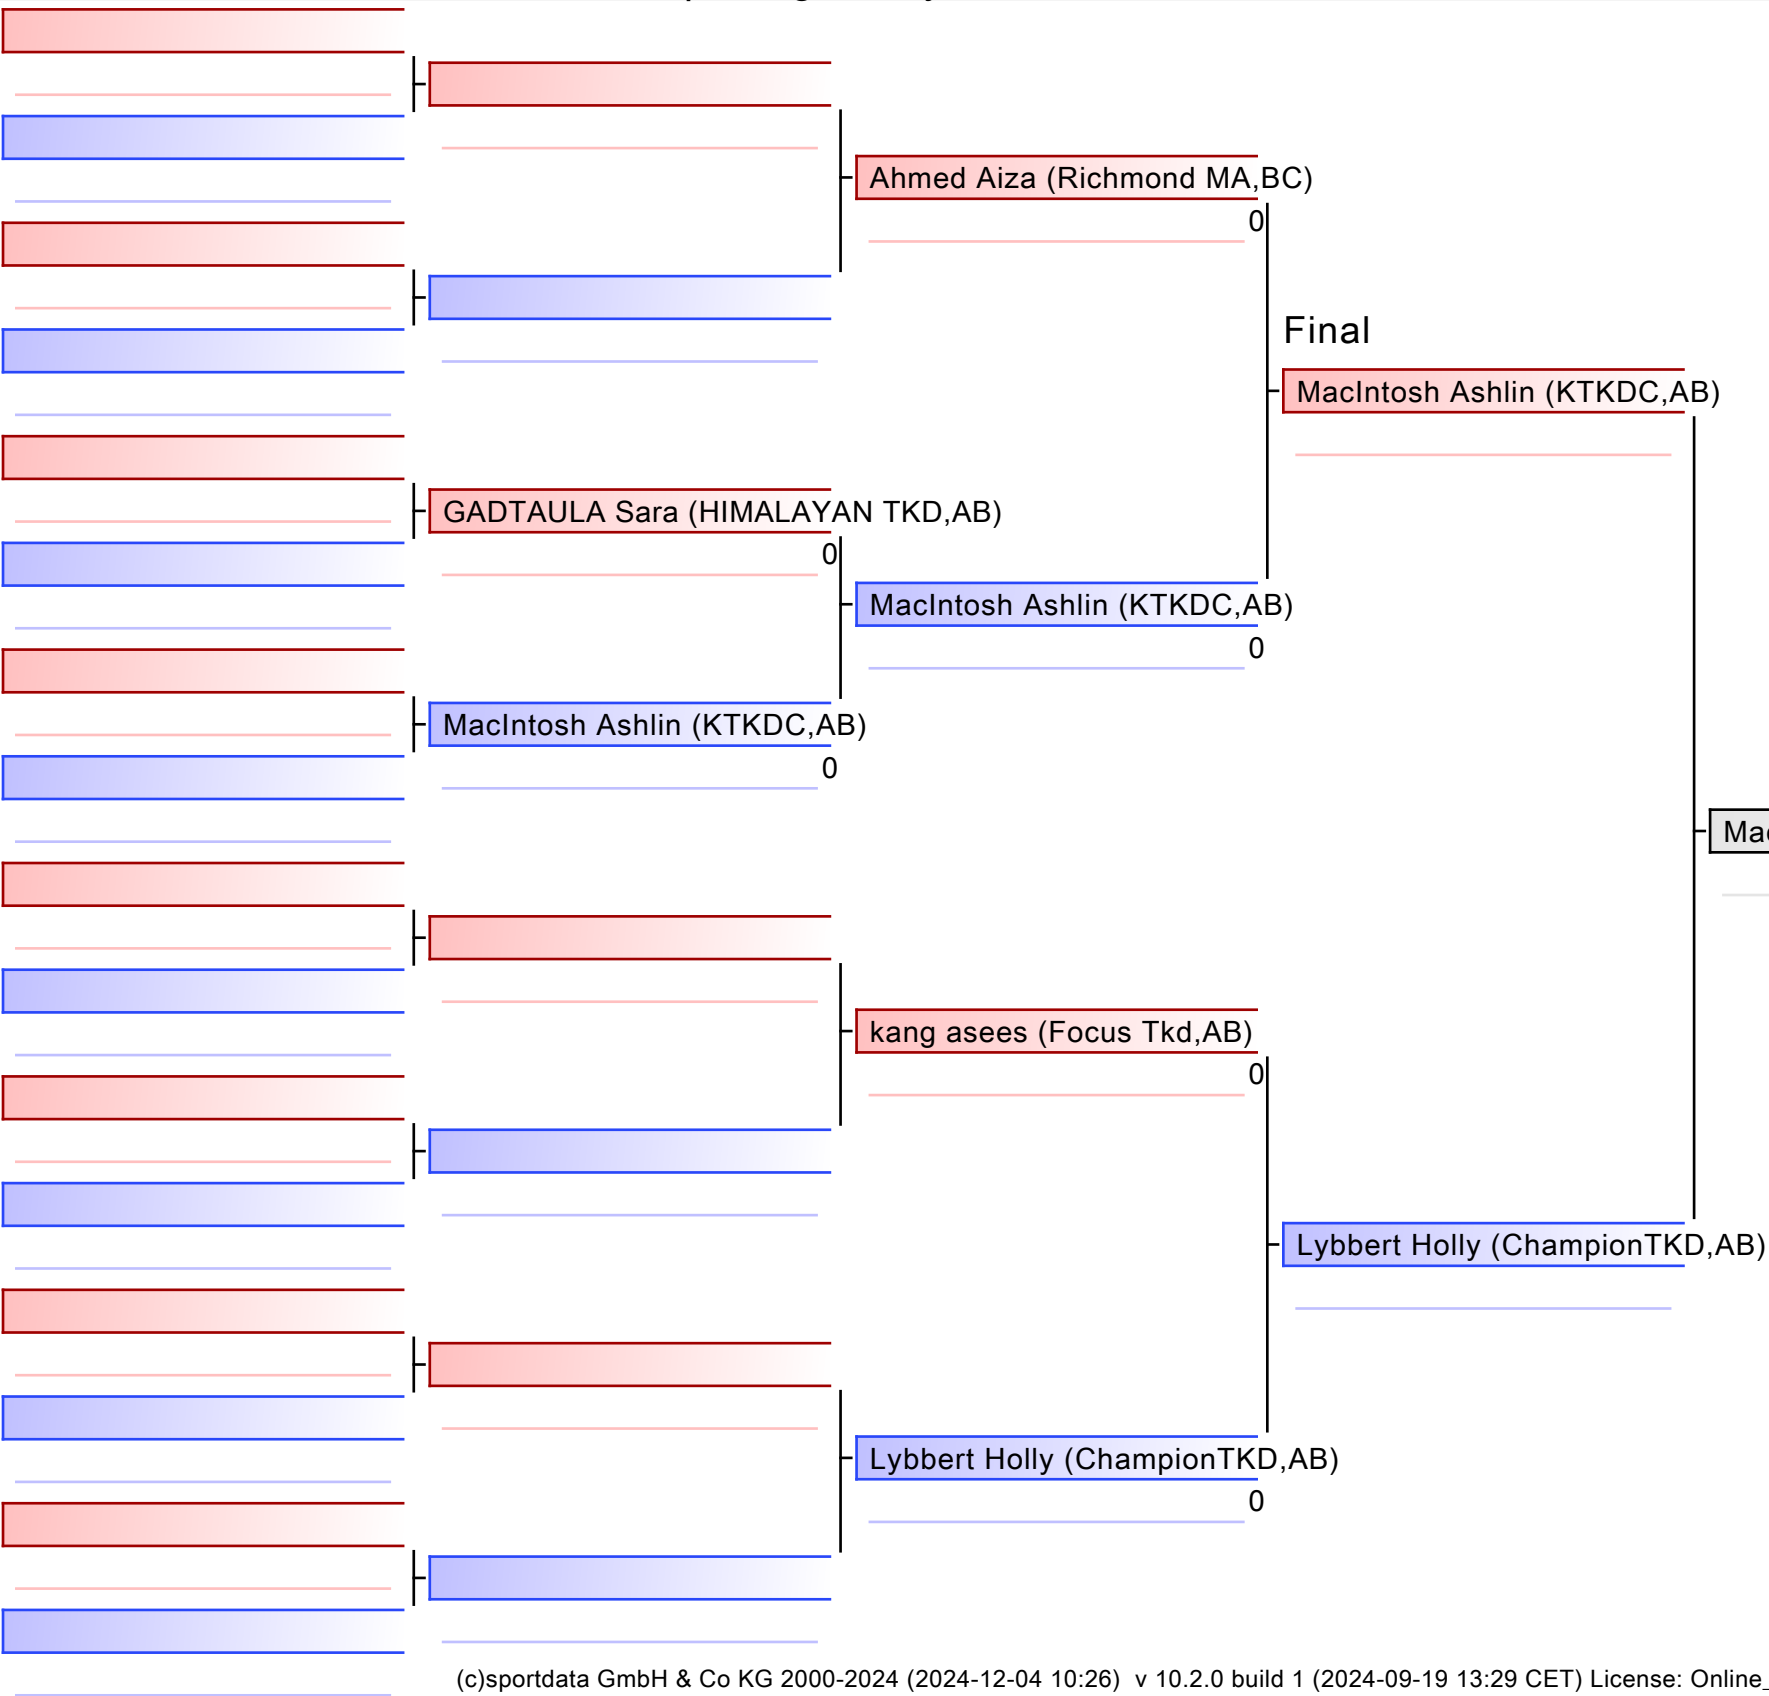 Ahmed Aiza (Richmond MA,BC)
0
Final
MacIntosh Ashlin (KTKDC,AB)
GADTAULA Sara (HIMALAYAN TKD,AB)
0
MacIntosh Ashlin (KTKDC,AB)
0
MacIntosh Ashlin (KTKDC,AB)
0
kang asees (Focus Tkd,AB)
0
Lybbert Holly (ChampionTKD,AB)
Lybbert Holly (ChampionTKD,AB)
0
(c)sportdata GmbH & Co KG 2000-2024 (2024-12-04 10:26) v 10.2.0 build 1 (2024-09-19 13:29 CET) License: Online_